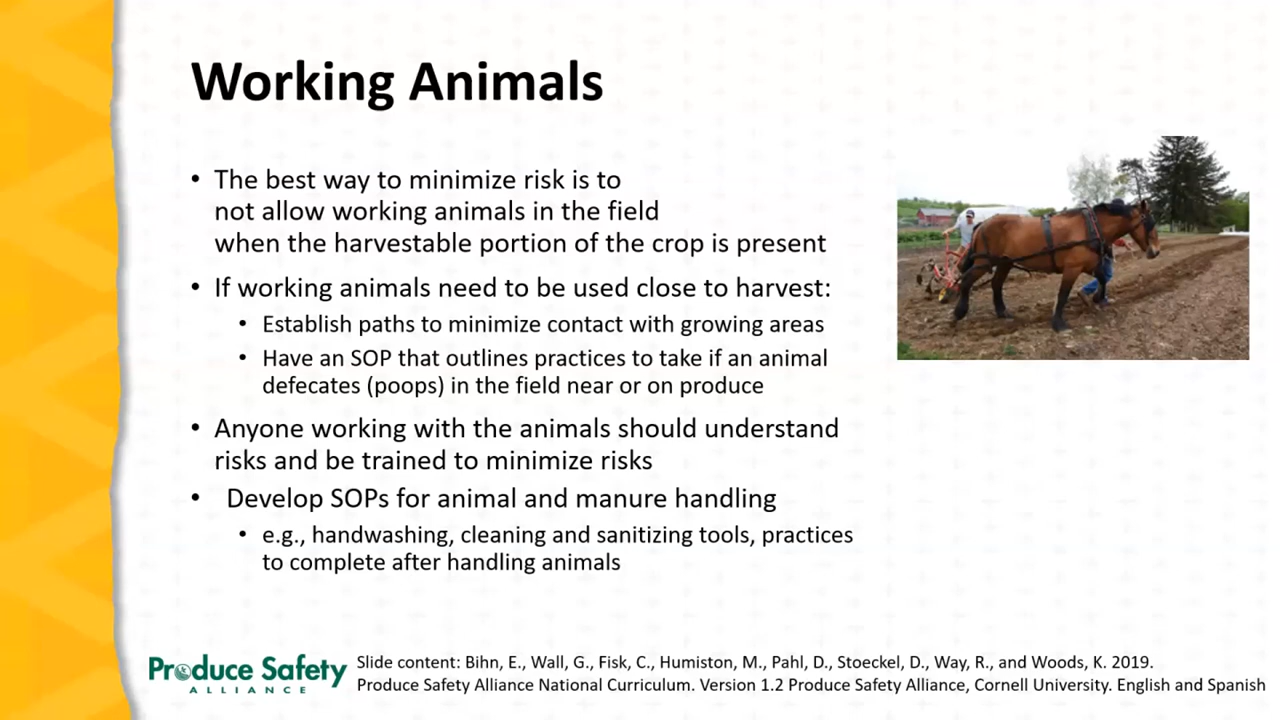 Working Animals
• The best way to minimize risk is to
not allow working animals in the field
when the harvestable portion of the crop is present
• If working animals need to be used close to harvest:
• Establish paths to minimize contact with growing areas
• Have an SOP that outlines practices to take if an animal
defecates (poops) in the field near or on produce
• Anyone working with the animals should understand
risks and be trained to minimize risks
• Develop SOPs for animal and manure handling
• e.g., handwashing, cleaning and sanitizing tools, practices
to complete after handling animals
Produce Safety
ALLIANCE
Slide content: Bihn, E., Wall, G., Fisk, C., Humiston, M., Pahl, D., Stoeckel, D., Way, R., and Woods, K. 2019.
Produce Safety Alliance National Curriculum. Version 1.2 Produce Safety Alliance, Cornell University. English and Spanish